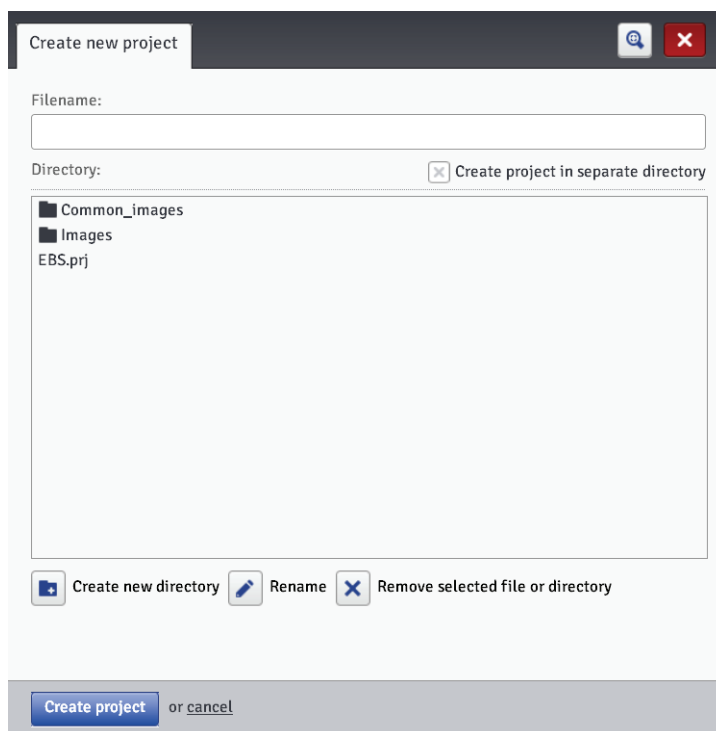 Create new project
Filename:
Directory:
Create project in separate directory
Common_images
Images
EBS.prj
Create new directory
Rename
Remove selected file or directory
Create project
or cancel